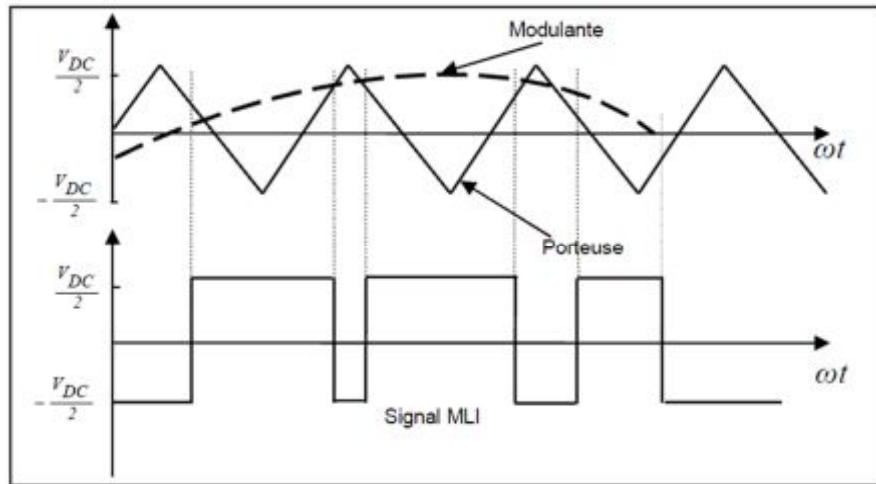 Modulante
V_DC/2
ωt
-V_DC/2
Porteuse
V_DC/2
ωt
-V_DC/2
Signal MLI